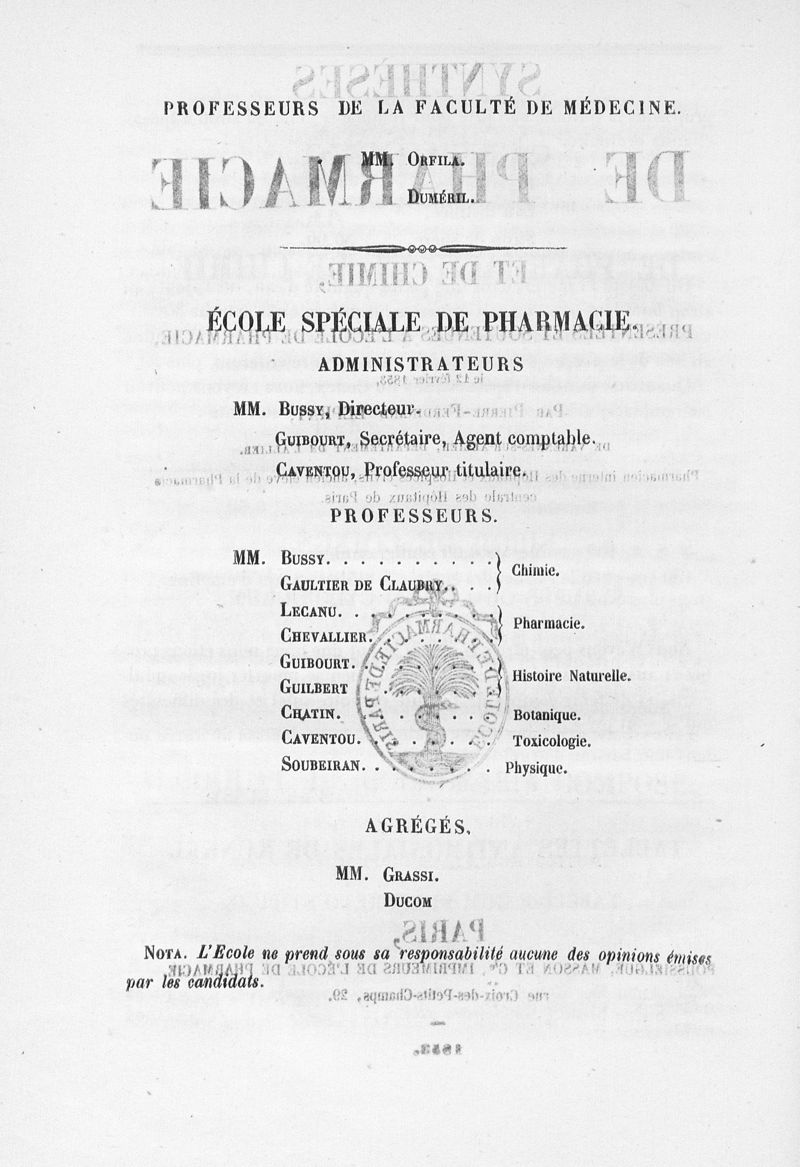 PROFESSEURS DE LA FACULTÉ DE MÉDECINE.
MM. ORFILA.
DUMÉRIL.
ÉCOLE SPÉCIALE DE PHARMACIE.
ADMINISTRATEURS
MM. BUSSY, Directeur.
GUIBOURT, Secrétaire, Agent comptable.
CAVENTOU, Professeur titulaire.
PROFESSEURS.
MM. BUSSY. . . . . . . . . . .
GAULTIER DE CLAUBRY. . . .
Chimie.
LECANU. . . . . . . . . .
CHEVALLIER. . . . . . . .
Pharmacie.
GUIBOURT. . . . . . . . .
GUILBERT . . . . . . . .
Histoire Naturelle.
CHATIN. . . . . . . . . Botanique.
CAVENTOU. . . . . . . . Toxicologie.
SOUBEIRAN. . . . . . . . Physique.
AGRÉGÉS,
MM. GRASSI.
DUCOM
NOTA. L'Ecole ne prend sous sa responsabilité aucune des opinions émises
par les candidats.